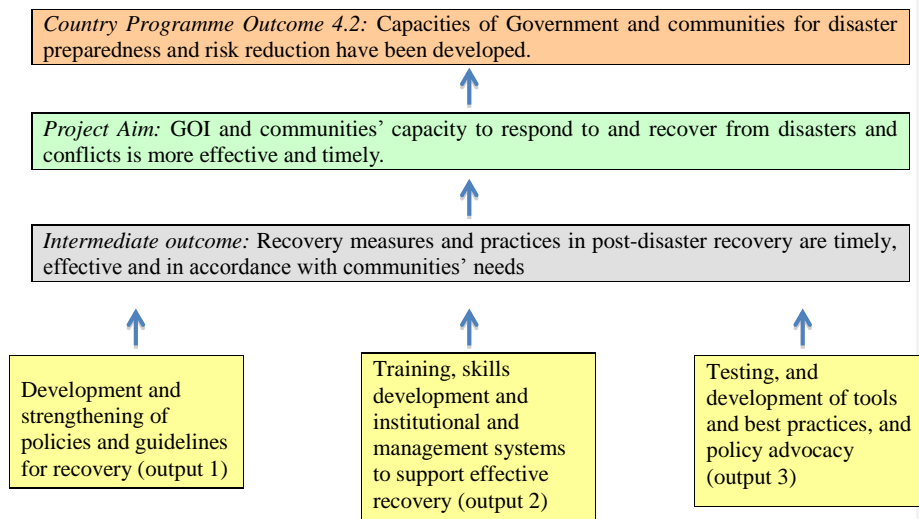 Country Programme Outcome 4.2: Capacities of Government and communities for disaster
preparedness and risk reduction have been developed.
Project Aim: GOI and communities’ capacity to respond to and recover from disasters and
conflicts is more effective and timely.
Intermediate outcome: Recovery measures and practices in post-disaster recovery are timely,
effective and in accordance with communities’ needs
Development and
strengthening of
policies and guidelines
for recovery (output 1)
Training, skills
development and
institutional and
management systems
to support effective
recovery (output 2)
Testing, and
development of tools
and best practices, and
policy advocacy
(output 3)